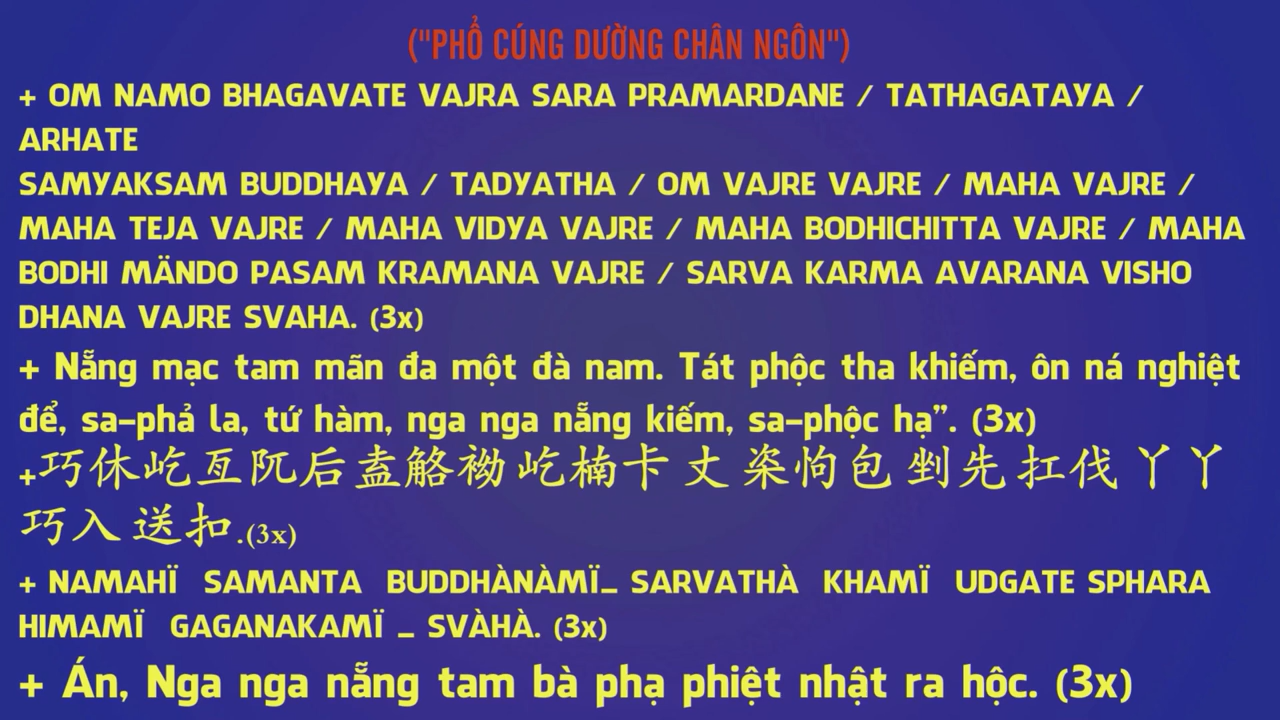 ("PHỔ CÚNG DƯỜNG CHÂN NGÔN")
+ OM NAMO BHAGAVATE VAJRA SARA PRAMARDANE / TATHAGATAYA /
ARHATE
SAMYAKSAM BUDDHAYA / TADYATHA / OM VAJRE VAJRE / MAHA VAJRE /
MAHA TEJA VAJRE / MAHA VIDYA VAJRE / MAHA BODHICHITTA VAJRE / MAHA
BODHI MÄNDO PASAM KRAMANA VAJRE / SARVA KARMA AVARANA VISHO
DHANA VAJRE SVAHA. (3x)
+ Nẵng mạc tam mãn đa một đà nam. Tát phộc tha khiếm, ôn ná nghiệt
để, sa-phả la, tứ hàm, nga nga nẵng kiếm, sa-phộc hạ”. (3x)
+巧休屹亙阢后盍觡袎屹楠卡丈粢怐包剉先扛伐丫丫
巧入送扣.(3x)
+ NAMAHÏ SAMANTA BUDDHÀNÀMÏ_ SARVATHÀ KHAMÏ UDGATE SPHARA
HIMAMÏ GAGANAKAMÏ _ SVÀHÀ. (3x)
+ Án, Nga nga nẵng tam bà phạ phiệt nhật ra hộc. (3x)